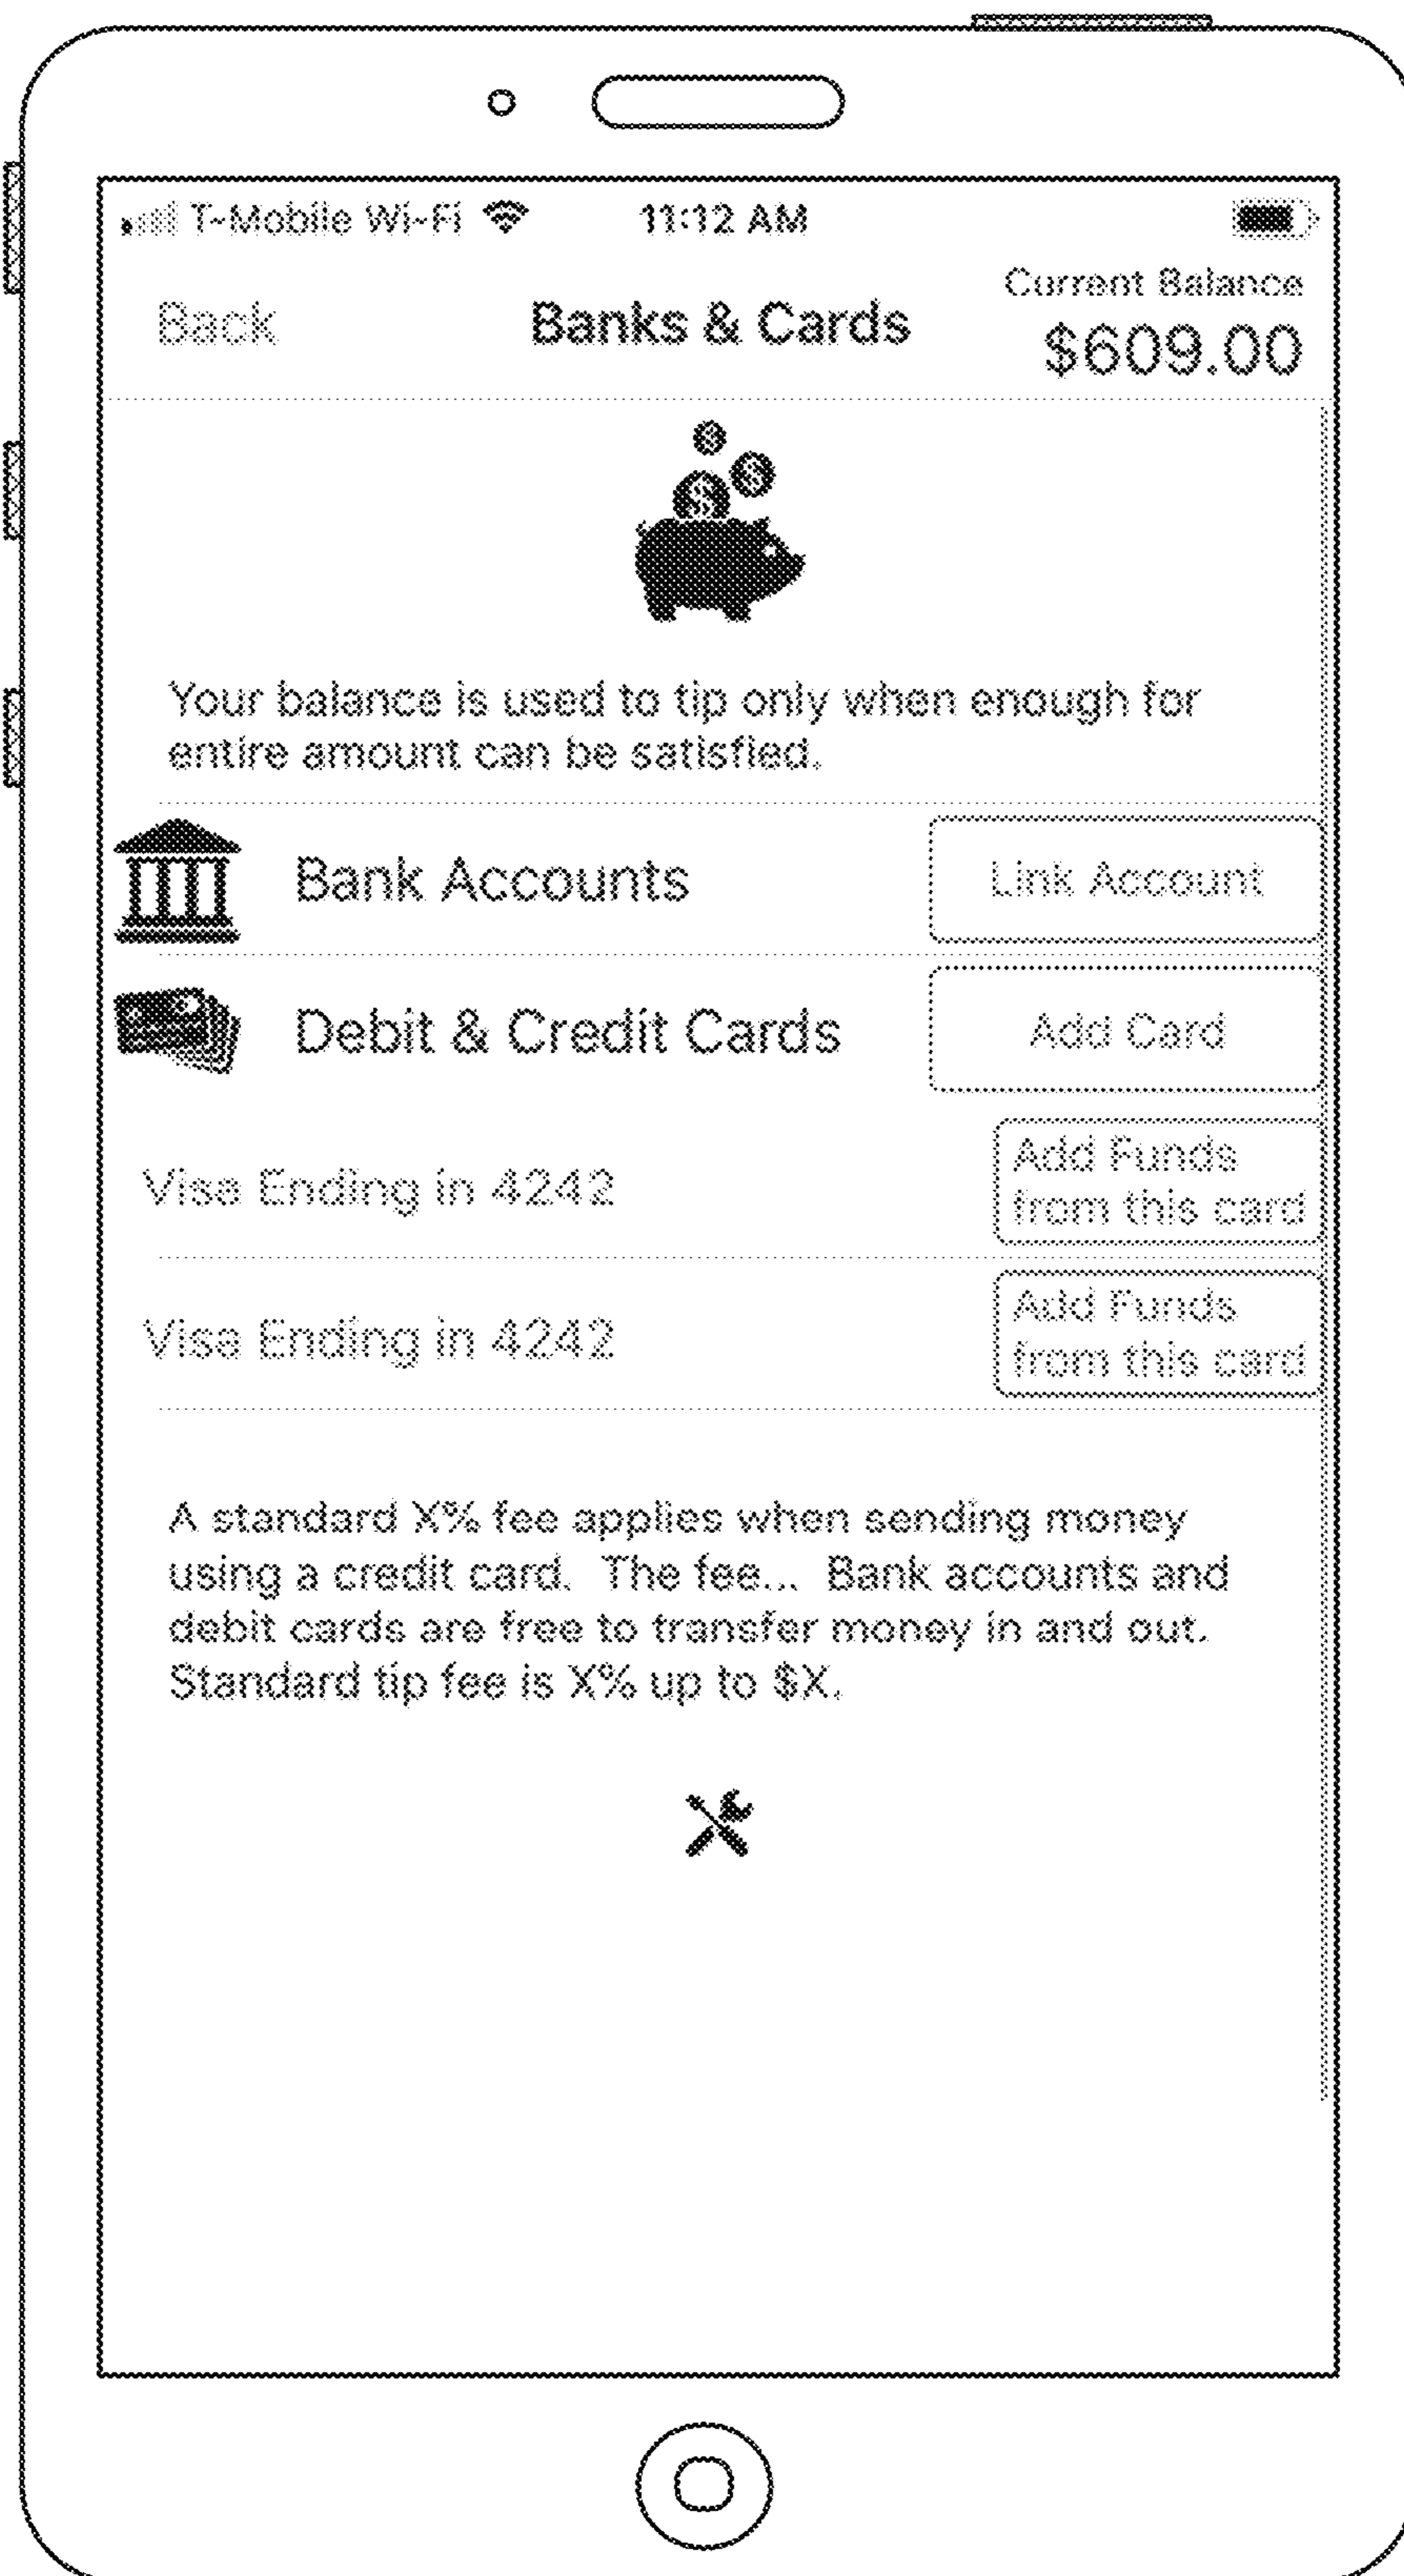 T-Mobile Wi-Fi 11:12 AM
Current Balance
Back Banks & Cards $609.00
Your balance is used to tip only when enough for
entire amount can be satisfied.
Bank Accounts Link Account
Debit & Credit Cards Add Card
Visa Ending in 4242 Add Funds
from this card
Visa Ending in 4242 Add Funds
from this card
A standard X% fee applies when sending money
using a credit card. The fee... Bank accounts and
debit cards are free to transfer money in and out.
Standard tip fee is X% up to $X.